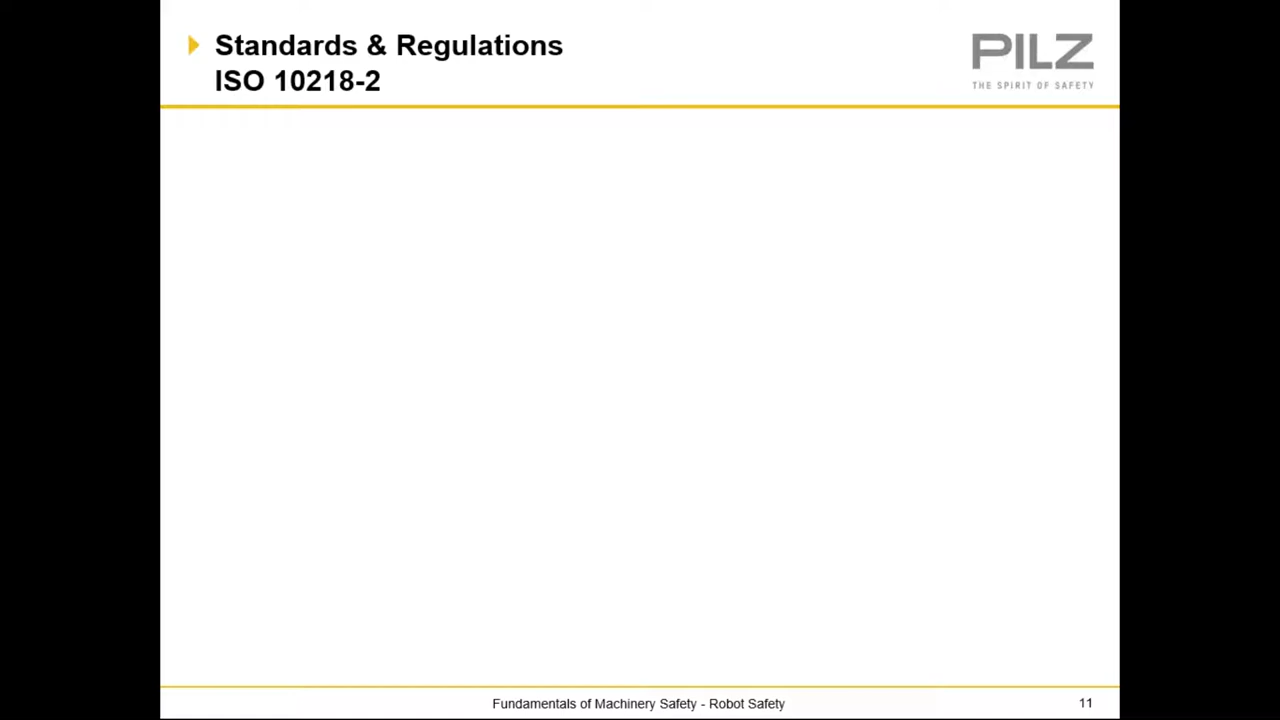 Standards & Regulations
ISO 10218-2
PILZ
THE SPIRIT OF SAFETY
Fundamentals of Machinery Safety - Robot Safety
11